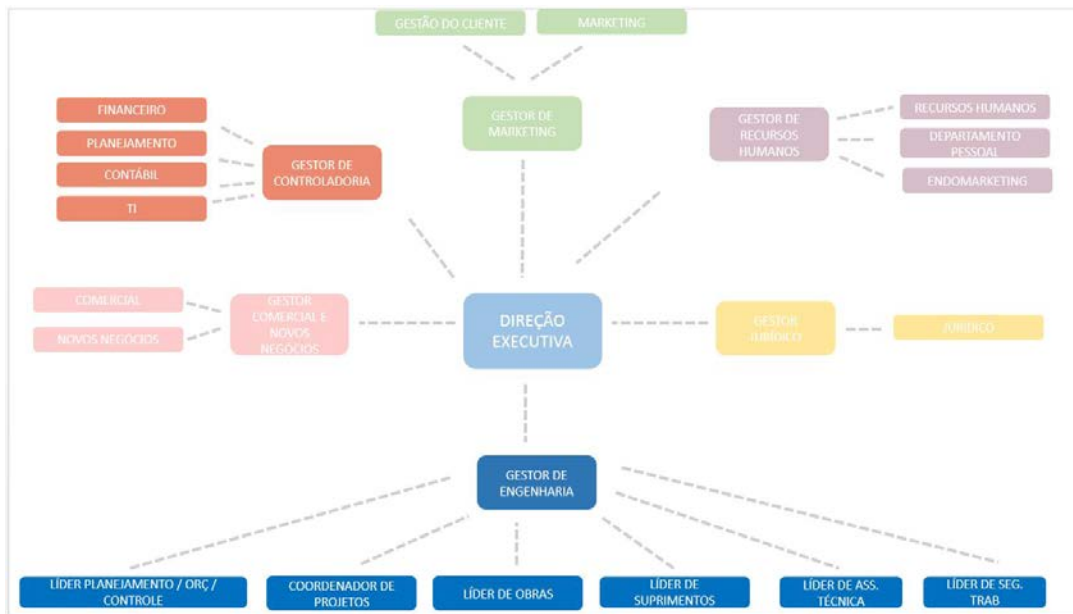 GESTÃO DO CLIENTE
MARKETING
FINANCEIRO
PLANEJAMENTO
CONTÁBIL
TI
GESTOR DE
CONTROLADORIA
GESTOR DE
MARKETING
GESTOR DE
RECURSOS
HUMANOS
RECURSOS HUMANOS
DEPARTAMENTO
PESSOAL
ENDOMARKETING
COMERCIAL
NOVOS NEGÓCIOS
GESTOR
COMERCIAL E
NOVOS
NEGÓCIOS
DIREÇÃO
EXECUTIVA
GESTOR
JURÍDICO
JURÍDICO
GESTOR DE
ENGENHARIA
LÍDER PLANEJAMENTO / ORÇ /
CONTROLE
COORDENADOR DE
PROJETOS
LÍDER DE OBRAS
LÍDER DE
SUPRIMENTOS
LÍDER DE ASS.
TÉCNICA
LÍDER DE SEG.
TRAB